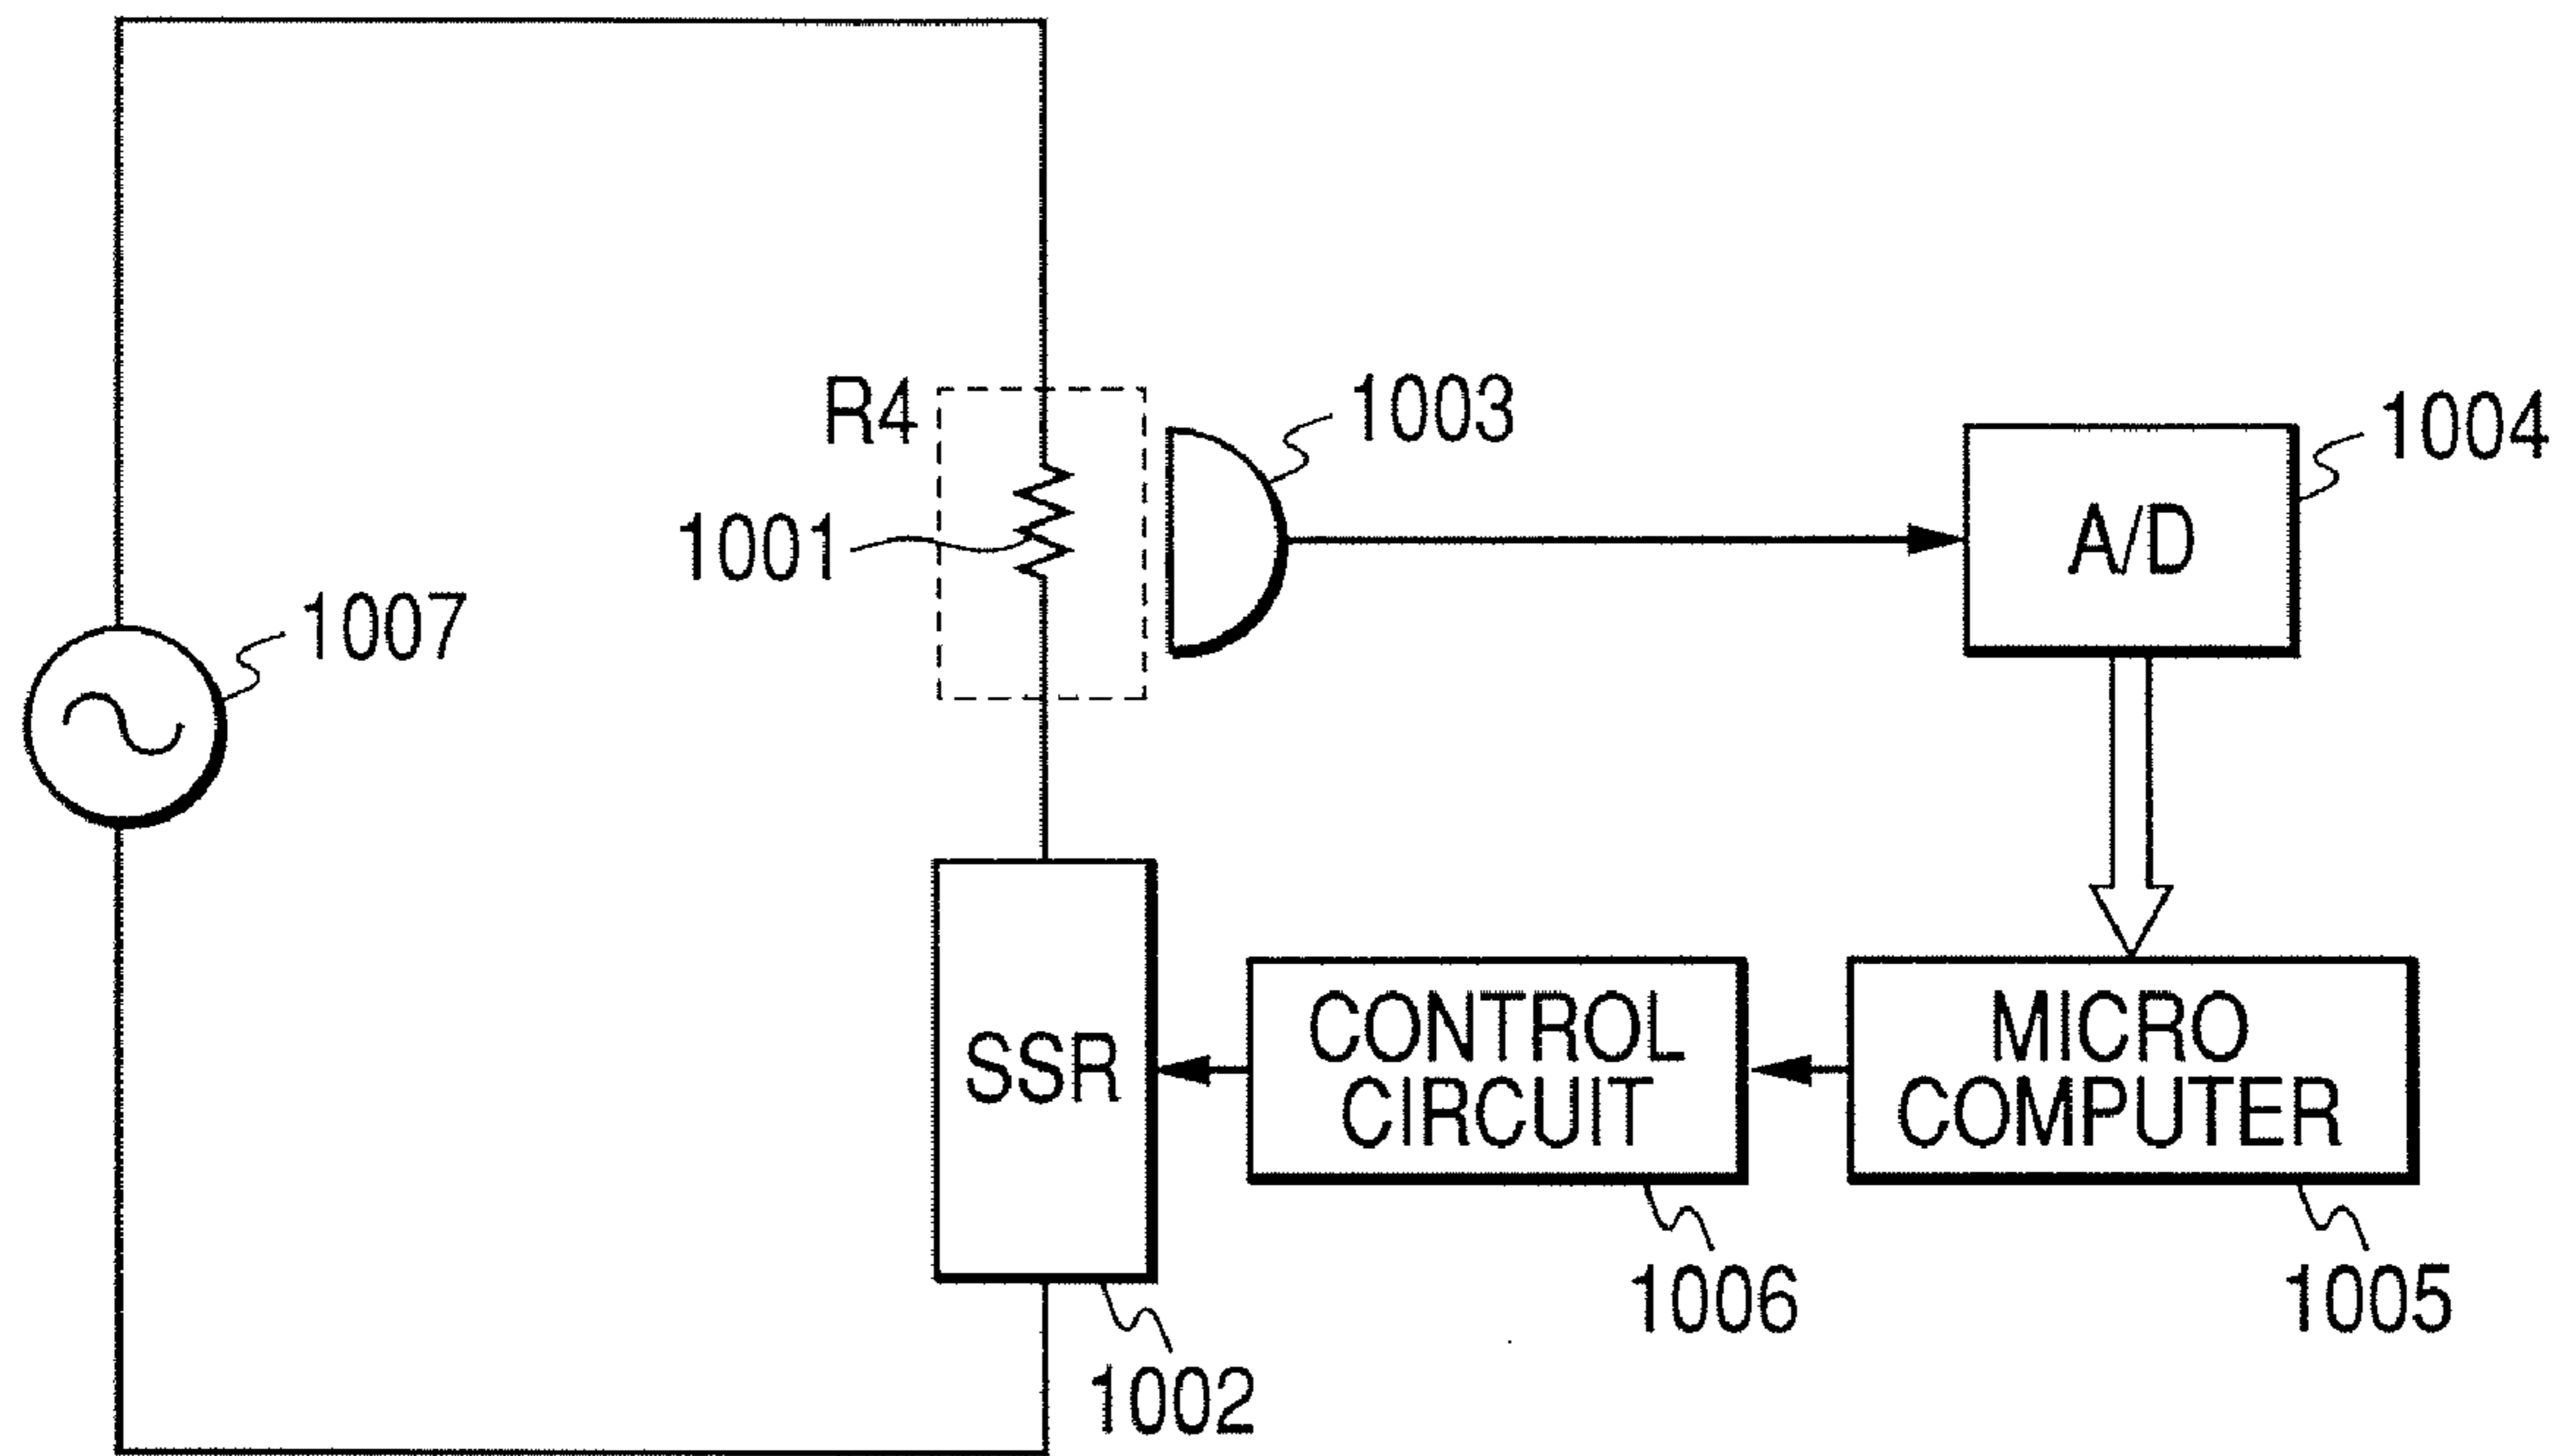 R4
1003
1004
1001
A/D
1007
SSR
CONTROL
CIRCUIT
MICRO
COMPUTER
1006
1005
1002